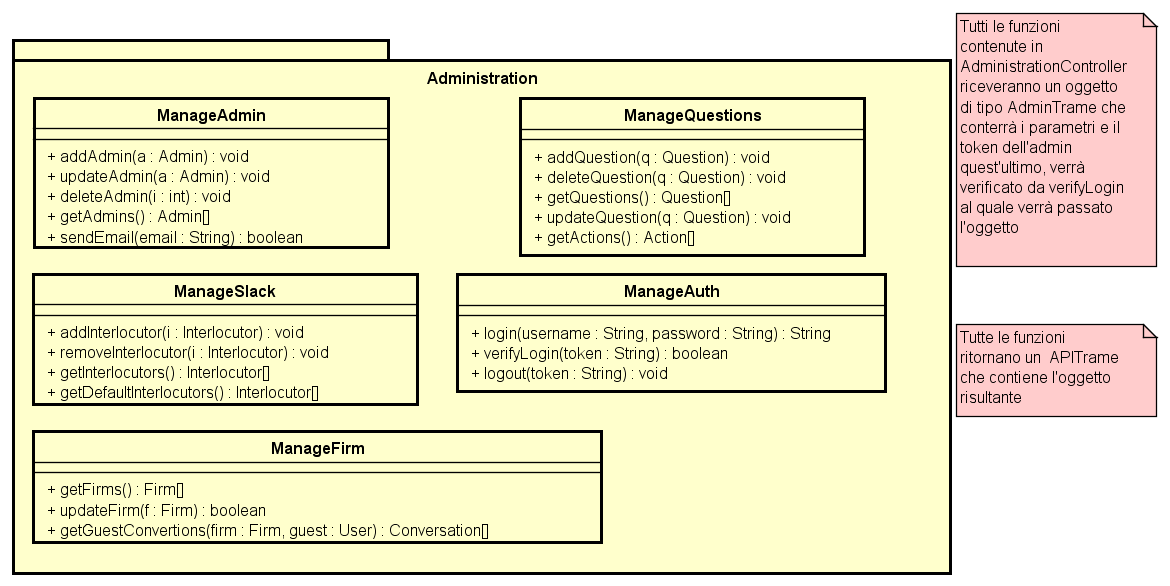 Administration
ManageAdmin
+ addAdmin(a : Admin) : void
+ updateAdmin(a : Admin) : void
+ deleteAdmin(i : int) : void
+ getAdmins() : Admin[]
+ sendEmail(email : String) : boolean
ManageQuestions
+ addQuestion(q : Question) : void
+ deleteQuestion(q : Question) : void
+ getQuestions() : Question[]
+ updateQuestion(q : Question) : void
+ getActions() : Action[]
ManageSlack
+ addInterlocutor(i : Interlocutor) : void
+ removeInterlocutor(i : Interlocutor) : void
+ getInterlocutors() : Interlocutor[]
+ getDefaultInterlocutors() : Interlocutor[]
ManageAuth
+ login(username : String, password : String) : String
+ verifyLogin(token : String) : boolean
+ logout(token : String) : void
ManageFirm
+ getFirms() : Firm[]
+ updateFirm(f : Firm) : boolean
+ getGuestConvertions(firm : Firm, guest : User) : Conversation[]
Tutti le funzioni
contenute in
AdministrationController
riceveranno un oggetto
di tipo AdminTrame che
conterrà i parametri e il
token dell'admin
quest'ultimo, verrà
verificato da verifyLogin
al quale verrà passato
l'oggetto
Tutte le funzioni
ritornano un  APITrame
che contiene l'oggetto
risultante